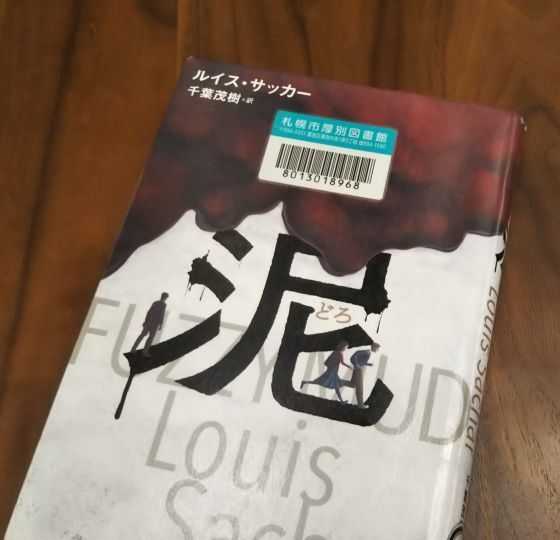 ルイス・サッカー
千葉茂樹=訳
札幌市厚別図書館
8013018968
泥
どろ
FUZZY MUD
Louis
Sach
Louis Sachar